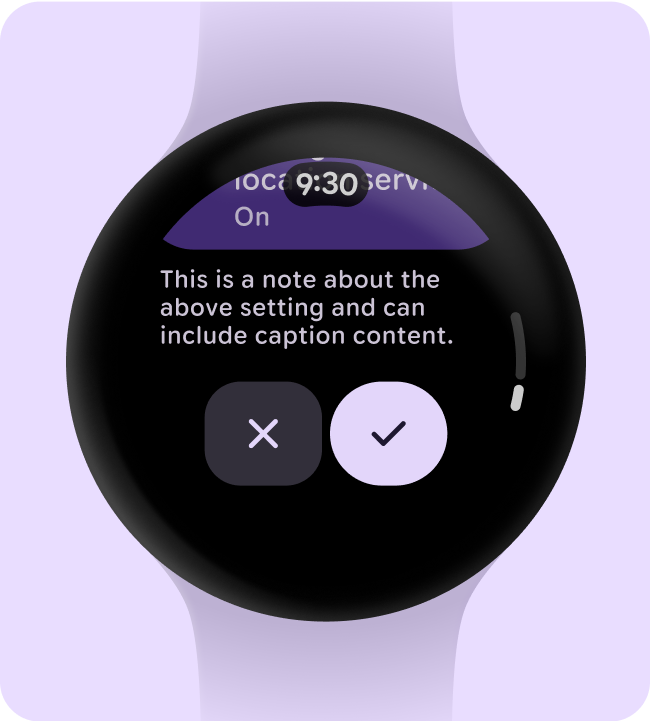 9:30
On
This is a note about the
above setting and can
include caption content.